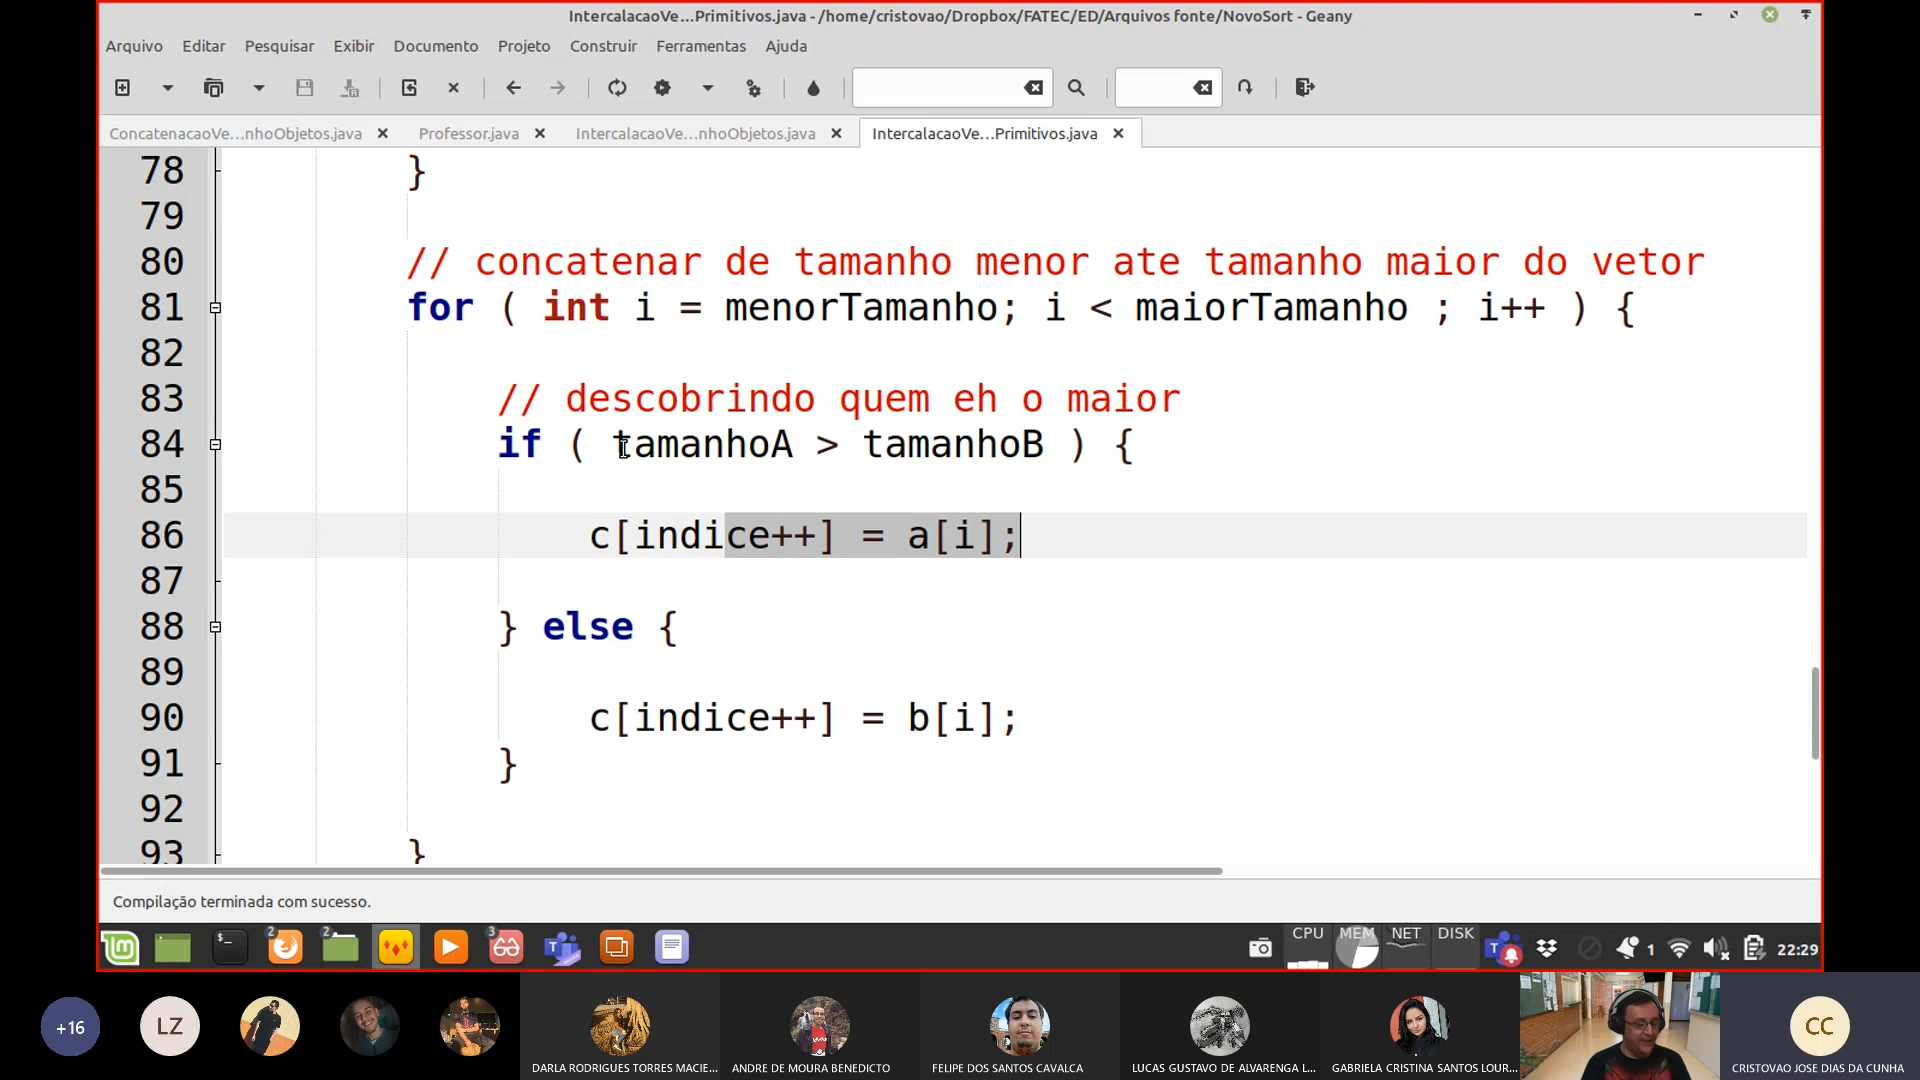 IntercalacaoVe...Primitivos.java - /home/cristovao/Dropbox/FATEC/ED/Arquivos fonte/NovoSort - Geany
Arquivo Editar Pesquisar Exibir Documento Projeto Construir Ferramentas Ajuda
ConcatenacaoVe...nhoObjetos.java Professor.java IntercalacaoVe...nhoObjetos.java IntercalacaoVe...Primitivos.java
78 }
79
80 // concatenar de tamanho menor ate tamanho maior do vetor
81 for ( int i = menorTamanho; i < maiorTamanho ; i++ ) {
82
83 // descobrindo quem eh o maior
84 if ( tamanhoA > tamanhoB ) {
85
86 c[indice++] = a[i];
87
88 } else {
89
90 c[indice++] = b[i];
91 }
92
93 }
Compilação terminada com sucesso.
2 2 3 CPU MEM NET DISK 1 22:29
+16 LZ CC
DARLA RODRIGUES TORRES MACIE... ANDRE DE MOURA BENEDICTO FELIPE DOS SANTOS CAVALCA LUCAS GUSTAVO DE ALVARENGA L... GABRIELA CRISTINA SANTOS LOUR... CRISTOVAO JOSE DIAS DA CUNHA